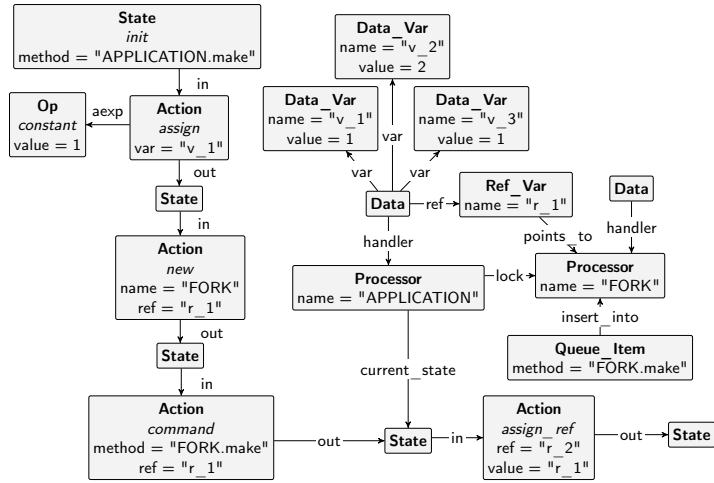 State
init
method = "APPLICATION.make"
in
Op
constant
value = 1
aexp
Action
assign
var = "v_1"
out
State
in
Action
new
name = "FORK"
ref = "r_1"
out
State
in
Action
command
method = "FORK.make"
ref = "r_1"
out
Data_Var
name = "v_2"
value = 2
Data_Var
name = "v_1"
value = 1
Data_Var
name = "v_3"
value = 1
var
var
var
Data
ref
Ref_Var
name = "r_1"
Data
handler
points_to
handler
Processor
name = "APPLICATION"
lock
Processor
name = "FORK"
insert_into
Queue_Item
method = "FORK.make"
current_state
State
in
Action
assign_ref
ref = "r_2"
value = "r_1"
out
State